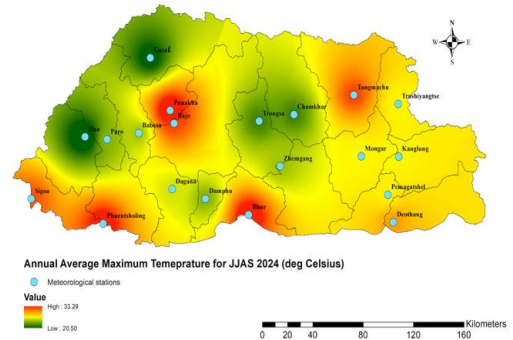 N
W E
S
GasaE
Punakha
Bajo
Tangmachu
Trashiyangtse
Trongsa
Chamkhar
Haa
Paro
Babesa
Zhemgang
Mongar
Kanglung
Sipsu
Dagana
Damphu
Pemagatshel
Phuentsholing
Bhur
Deothang
Annual Average Maximum Temeprature for JJAS 2024 (deg Celsius)
Meteorological stations
Value
High : 33.29
Low : 20.50
Kilometers
0 20 40 80 120 160